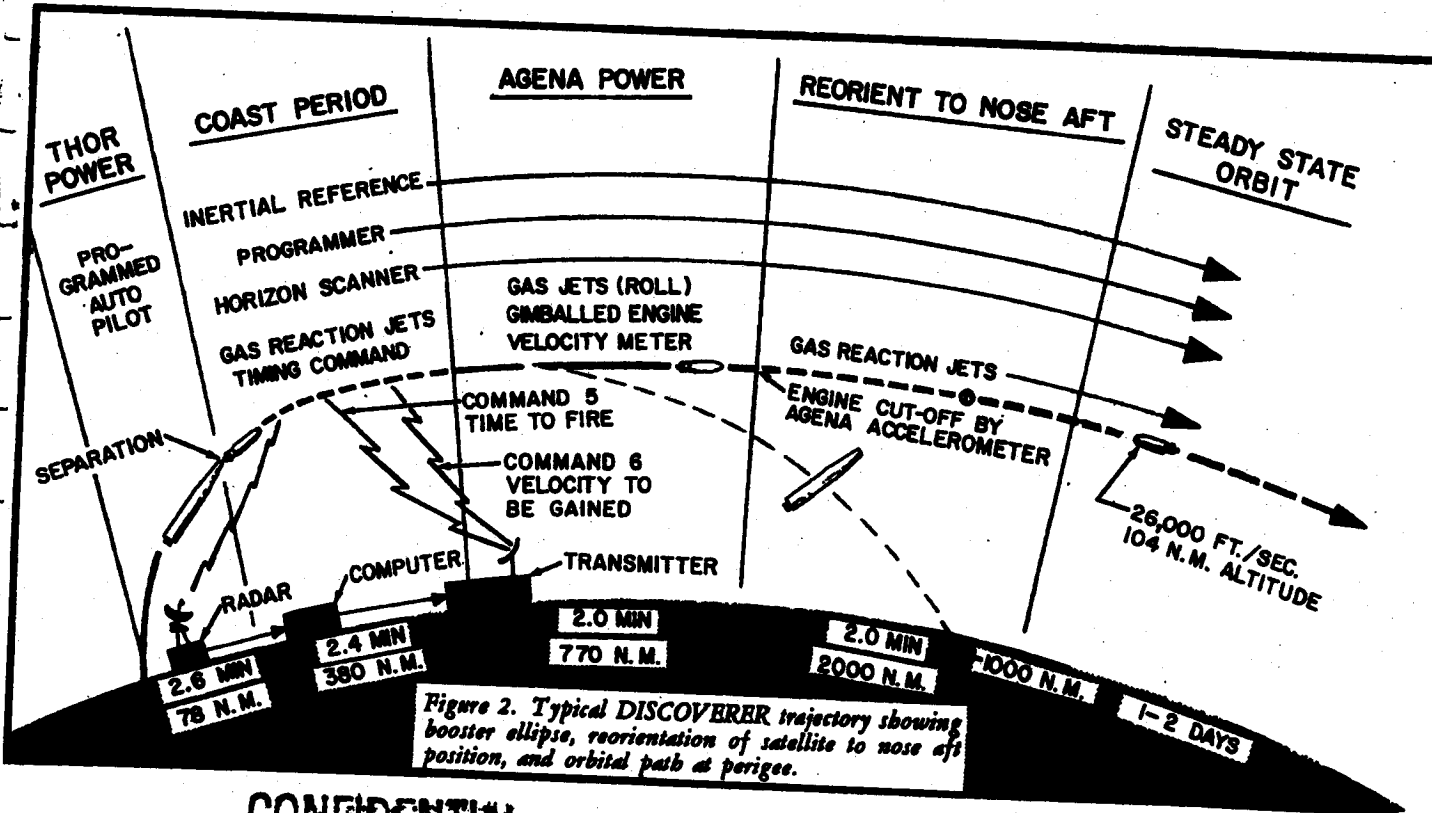 THOR
POWER
PRO-
GRAMMED
AUTO
PILOT
COAST PERIOD
INERTIAL REFERENCE
PROGRAMMER
HORIZON SCANNER
GAS REACTION JETS
TIMING COMMAND
AGENA POWER
GAS JETS (ROLL)
GIMBALLED ENGINE
VELOCITY METER
REORIENT TO NOSE AFT
GAS REACTION JETS
ENGINE CUT-OFF BY
AGENA ACCELEROMETER
STEADY STATE
ORBIT
26,000 FT./SEC.
104 N.M. ALTITUDE
SEPARATION
COMMAND 5
TIME TO FIRE
COMMAND 6
VELOCITY TO
BE GAINED
RADAR
COMPUTER
TRANSMITTER
2.6 MIN
78 N.M.
2.4 MIN
380 N.M.
2.0 MIN
770 N.M.
2.0 MIN
2000 N.M.
~1000 N.M.
1-2 DAYS
Figure 2. Typical DISCOVERER trajectory showing
booster ellipse, reorientation of satellite to nose aft
position, and orbital path at perigee.
CONFIDENTIAL